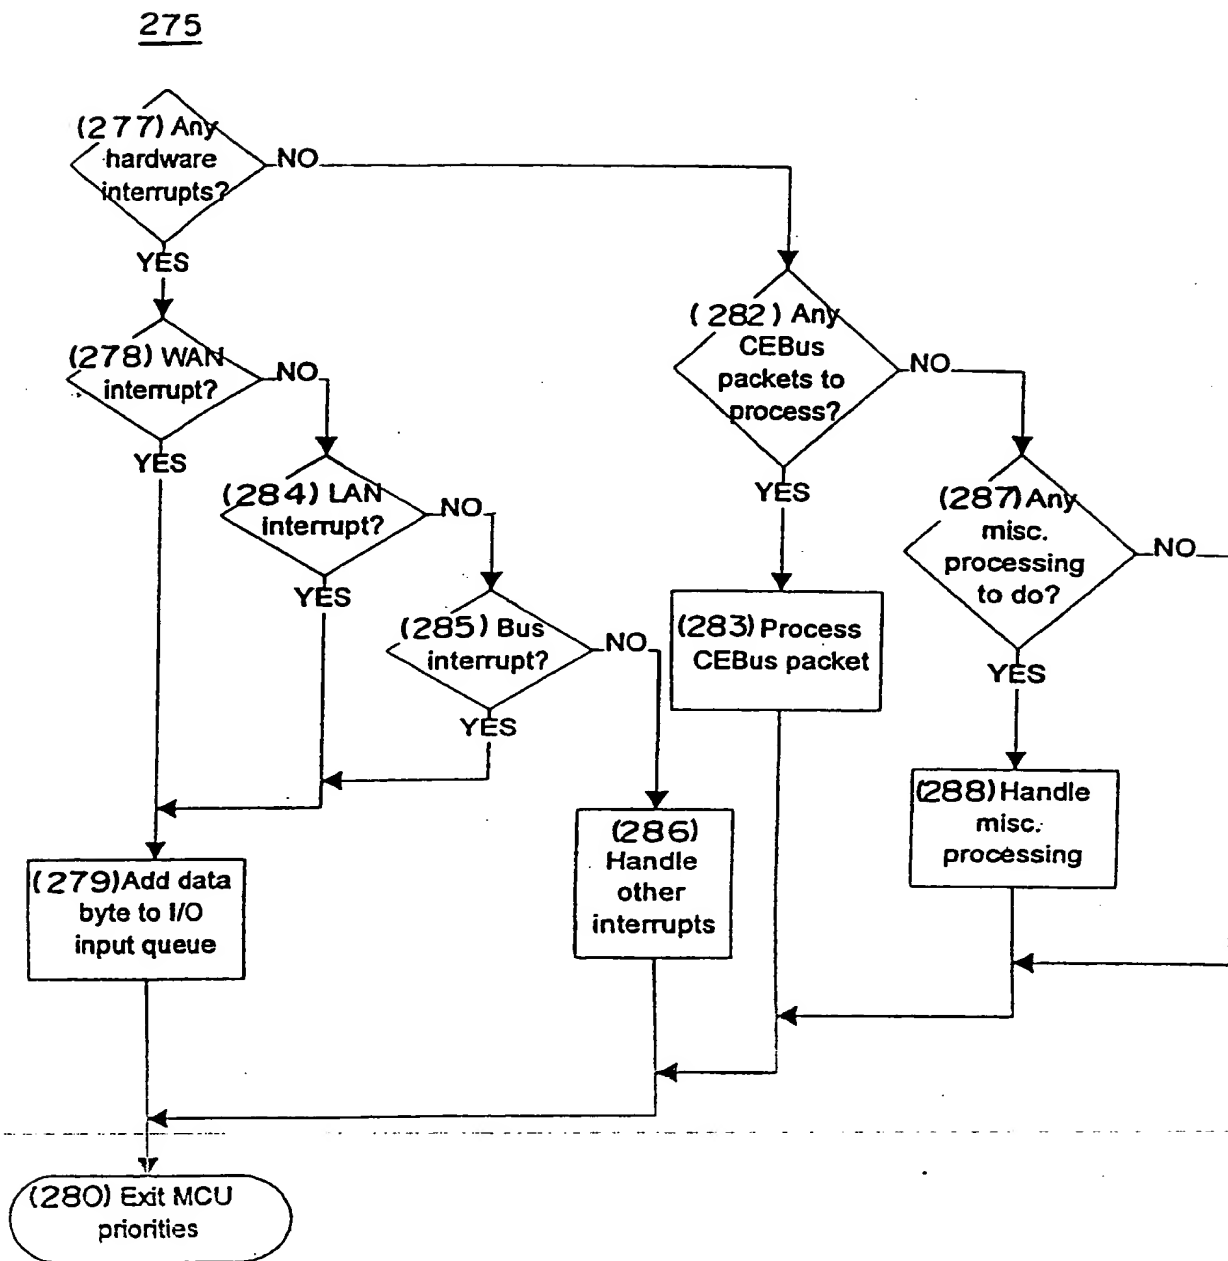 275
(277) Any
hardware
interrupts?
NO
YES
(278) WAN
interrupt?
NO
YES
(284) LAN
interrupt?
NO
YES
(285) Bus
interrupt?
NO
YES
(282) Any
CEBus
packets to
process?
NO
YES
(287) Any
misc.
processing
to do?
NO
YES
(283) Process
CEBus packet
(288) Handle
misc.
processing
(286)
Handle
other
interrupts
(279) Add data
byte to I/O
input queue
(280) Exit MCU
priorities